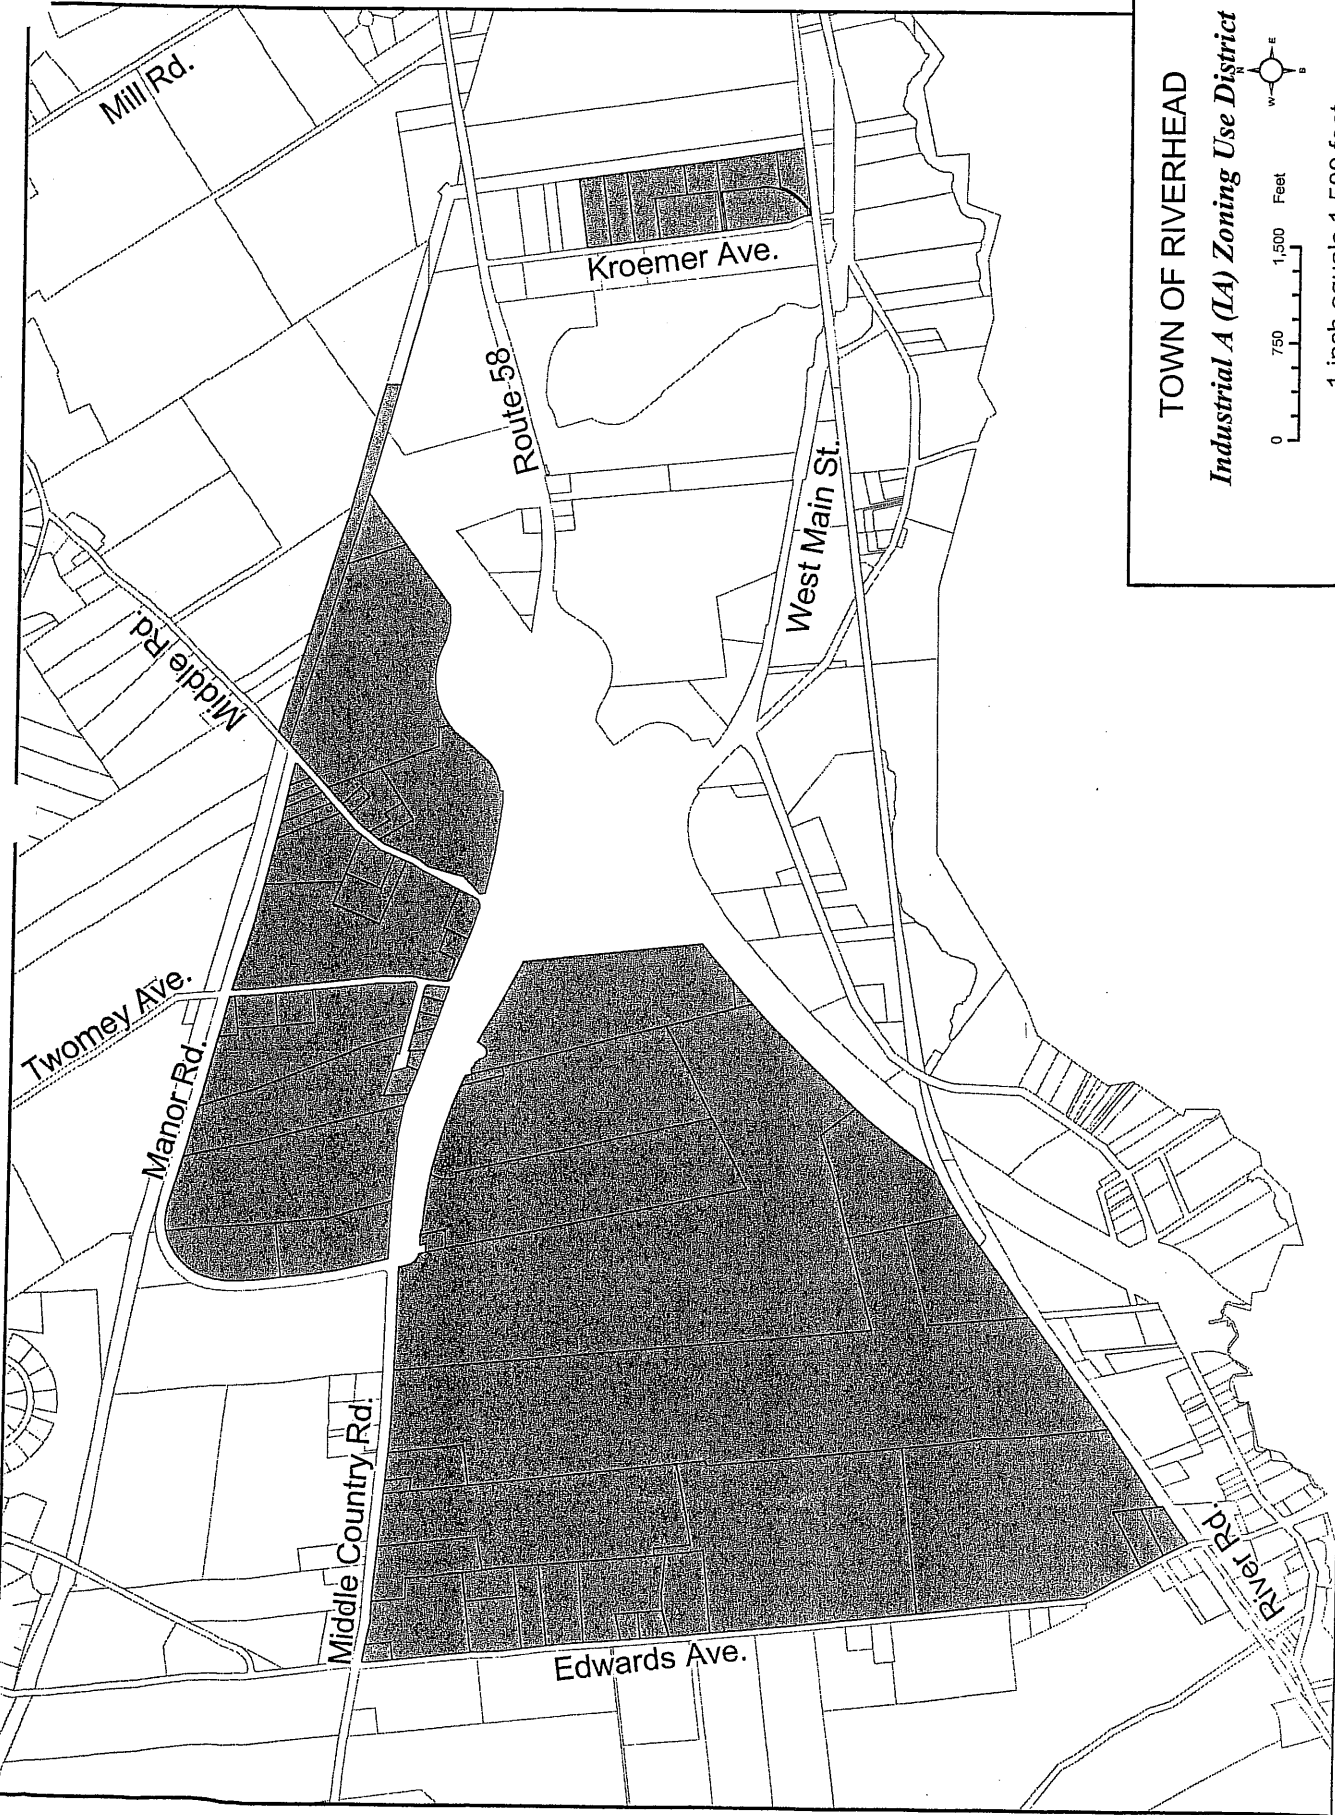 Mill Rd.
Kroemer Ave.
Route 58
West Main St.
Middle Rd.
Twomey Ave.
Manor Rd.
Middle Country Rd.
Edwards Ave.
River Rd.
TOWN OF RIVERHEAD
Industrial A (IA) Zoning Use District
N
W
E
S
0 750 1,500 Feet